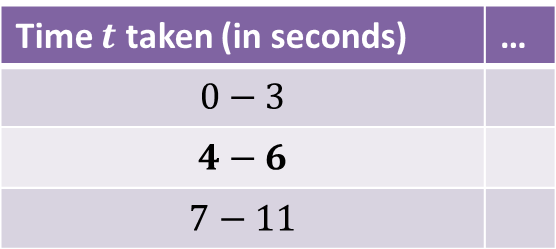 Time t taken (in seconds) ...
0 − 3
4 − 6
7 − 11